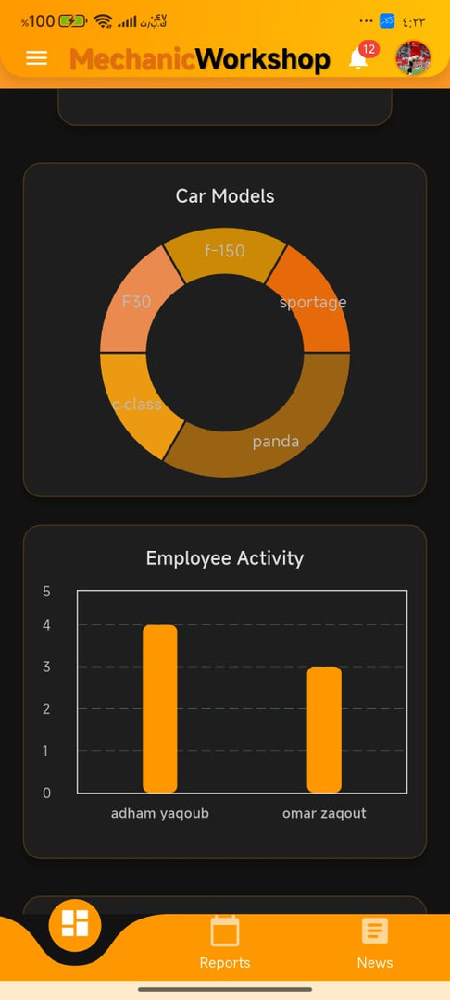 %100
٤:٢٣
MechanicWorkshop
12
Car Models
f-150
F30
sportage
c-class
panda
Employee Activity
5
4
3
2
1
0
adham yaqoub
omar zaqout
Reports
News